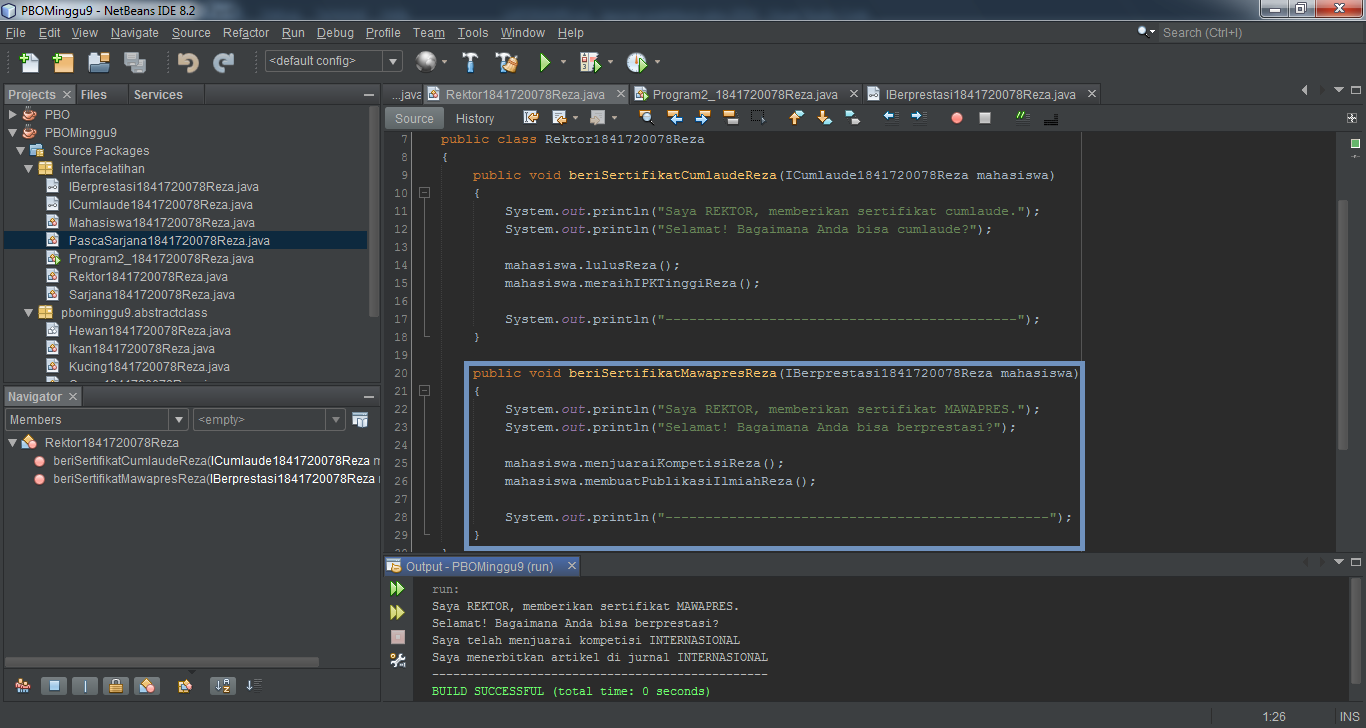 PBOMinggu9 - NetBeans IDE 8.2
File Edit View Navigate Source Refactor Run Debug Profile Team Tools Window Help
Search (Ctrl+I)
<default config>
Projects Files Services
PBO
PBOMinggu9
Source Packages
interfacelatihan
IBerprestasi1841720078Reza.java
ICumlaude1841720078Reza.java
Mahasiswa1841720078Reza.java
PascaSarjana1841720078Reza.java
Program2_1841720078Reza.java
Rektor1841720078Reza.java
Sarjana1841720078Reza.java
pbominggu9.abstractclass
Hewan1841720078Reza.java
Ikan1841720078Reza.java
Kucing1841720078Reza.java
Navigator
Members
<empty>
Rektor1841720078Reza
beriSertifikatCumlaudeReza(ICumlaude1841720078Reza m
beriSertifikatMawapresReza(IBerprestasi1841720078Reza
...java Rektor1841720078Reza.java Program2_1841720078Reza.java IBerprestasi1841720078Reza.java
Source History
7 public class Rektor1841720078Reza
8 {
9 public void beriSertifikatCumlaudeReza(ICumlaude1841720078Reza mahasiswa)
10 {
11 System.out.println("Saya REKTOR, memberikan sertifikat cumlaude.");
12 System.out.println("Selamat! Bagaimana Anda bisa cumlaude?");
13
14 mahasiswa.lulusReza();
15 mahasiswa.meraihIPKTinggiReza();
16
17 System.out.println("--------------------------------------------");
18 }
19
20 public void beriSertifikatMawapresReza(IBerprestasi1841720078Reza mahasiswa)
21 {
22 System.out.println("Saya REKTOR, memberikan sertifikat MAWAPRES.");
23 System.out.println("Selamat! Bagaimana Anda bisa berprestasi?");
24
25 mahasiswa.menjuaraiKompetisiReza();
26 mahasiswa.membuatPublikasiIlmiahReza();
27
28 System.out.println("------------------------------------------------");
29 }
Output - PBOMinggu9 (run)
run:
Saya REKTOR, memberikan sertifikat MAWAPRES.
Selamat! Bagaimana Anda bisa berprestasi?
Saya telah menjuarai kompetisi INTERNASIONAL
Saya menerbitkan artikel di jurnal INTERNASIONAL
------------------------------------------------
BUILD SUCCESSFUL (total time: 0 seconds)
1:26 INS